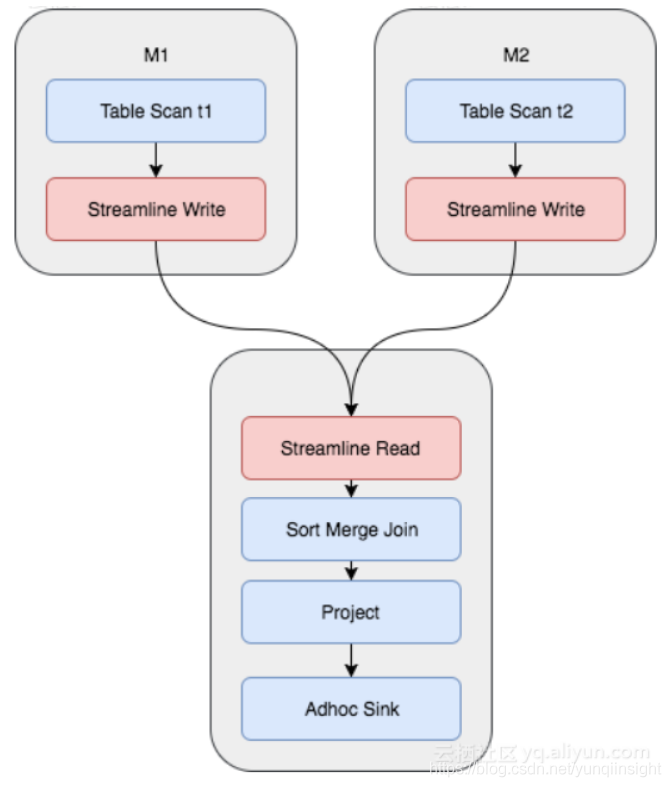 M1
Table Scan t1
Streamline Write
M2
Table Scan t2
Streamline Write
Streamline Read
Sort Merge Join
Project
Adhoc Sink
云栖社区 yq.aliyun.com
https://blog.csdn.net/yunqiinsight